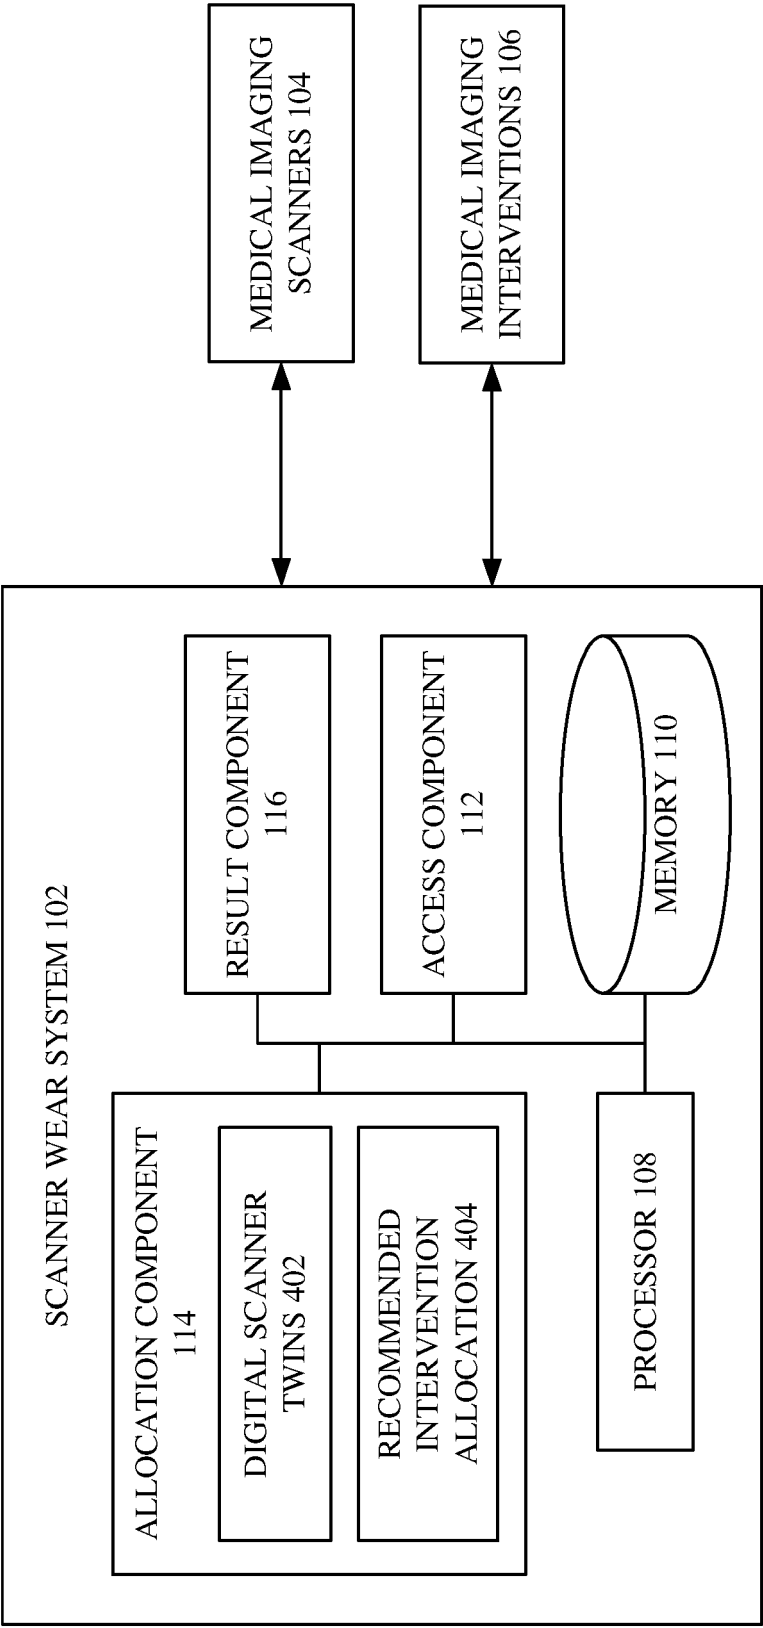 SCANNER WEAR SYSTEM 102
ALLOCATION COMPONENT
114
DIGITAL SCANNER
TWINS 402
RECOMMENDED
INTERVENTION
ALLOCATION 404
PROCESSOR 108
RESULT COMPONENT
116
ACCESS COMPONENT
112
MEMORY 110
MEDICAL IMAGING
SCANNERS 104
MEDICAL IMAGING
INTERVENTIONS 106